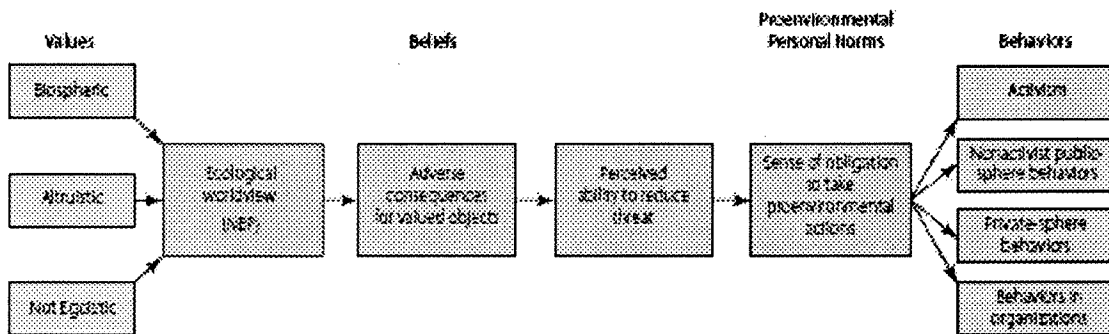 Values
Beliefs
Proenvironmental
Personal Norms
Behaviors
Biospheric
Altruistic
Not Egoistic
Ecological
worldview
(NEP)
Adverse
consequences
for valued objects
Perceived
ability to reduce
threat
Sense of obligation
to take
proenvironmental
actions
Activism
Nonactivist public-
sphere behaviors
Private-sphere
behaviors
Behaviors in
organizations